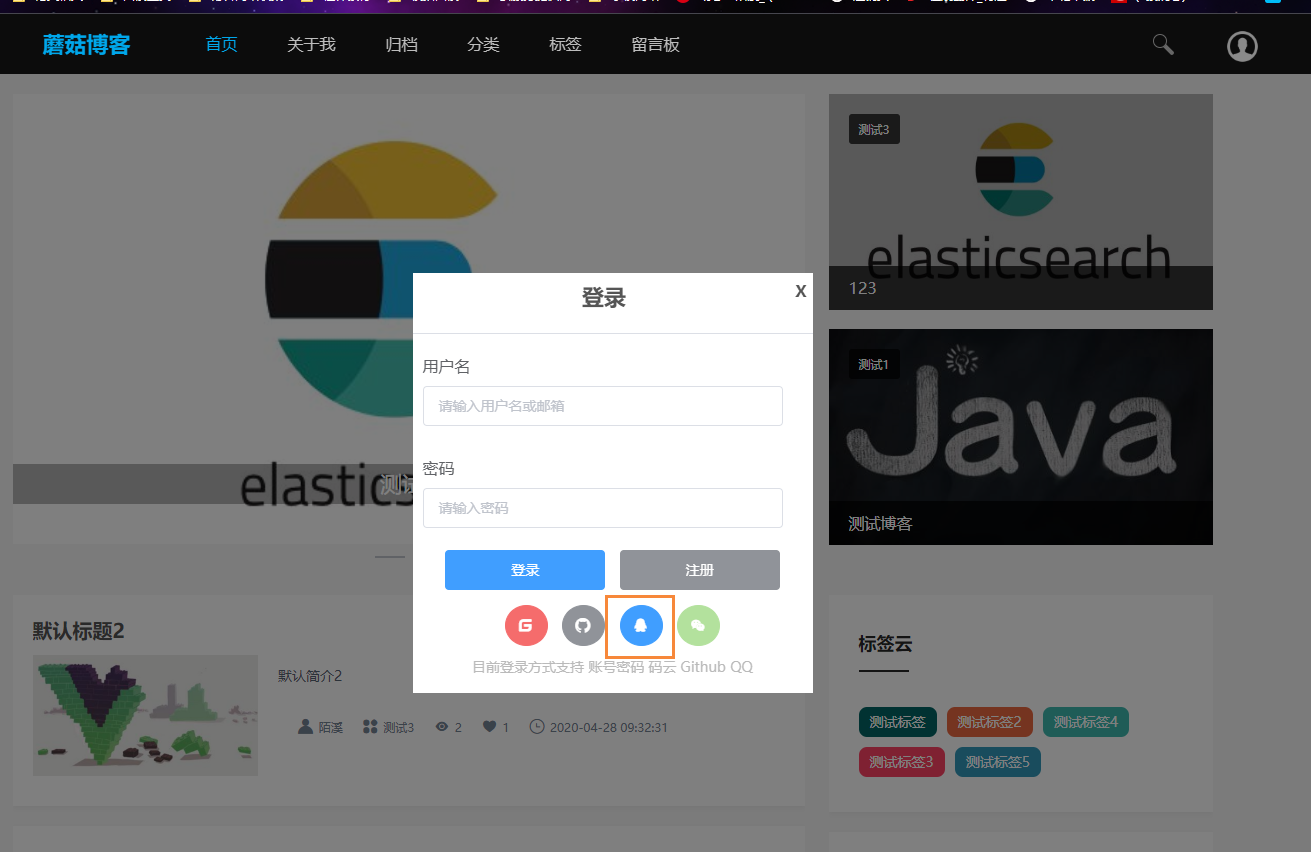 蘑菇博客 首页 关于我 归档 分类 标签 留言板
测试3
elasticsearch
123
测试1
Java
测试博客
elastics
测试
登录 X
用户名
请输入用户名或邮箱
密码
请输入密码
登录 注册
目前登录方式支持 账号密码 码云 Github QQ
默认标题2
默认简介2
陌溪 测试3 2 1 2020-04-28 09:32:31
标签云
测试标签 测试标签2 测试标签4
测试标签3 测试标签5